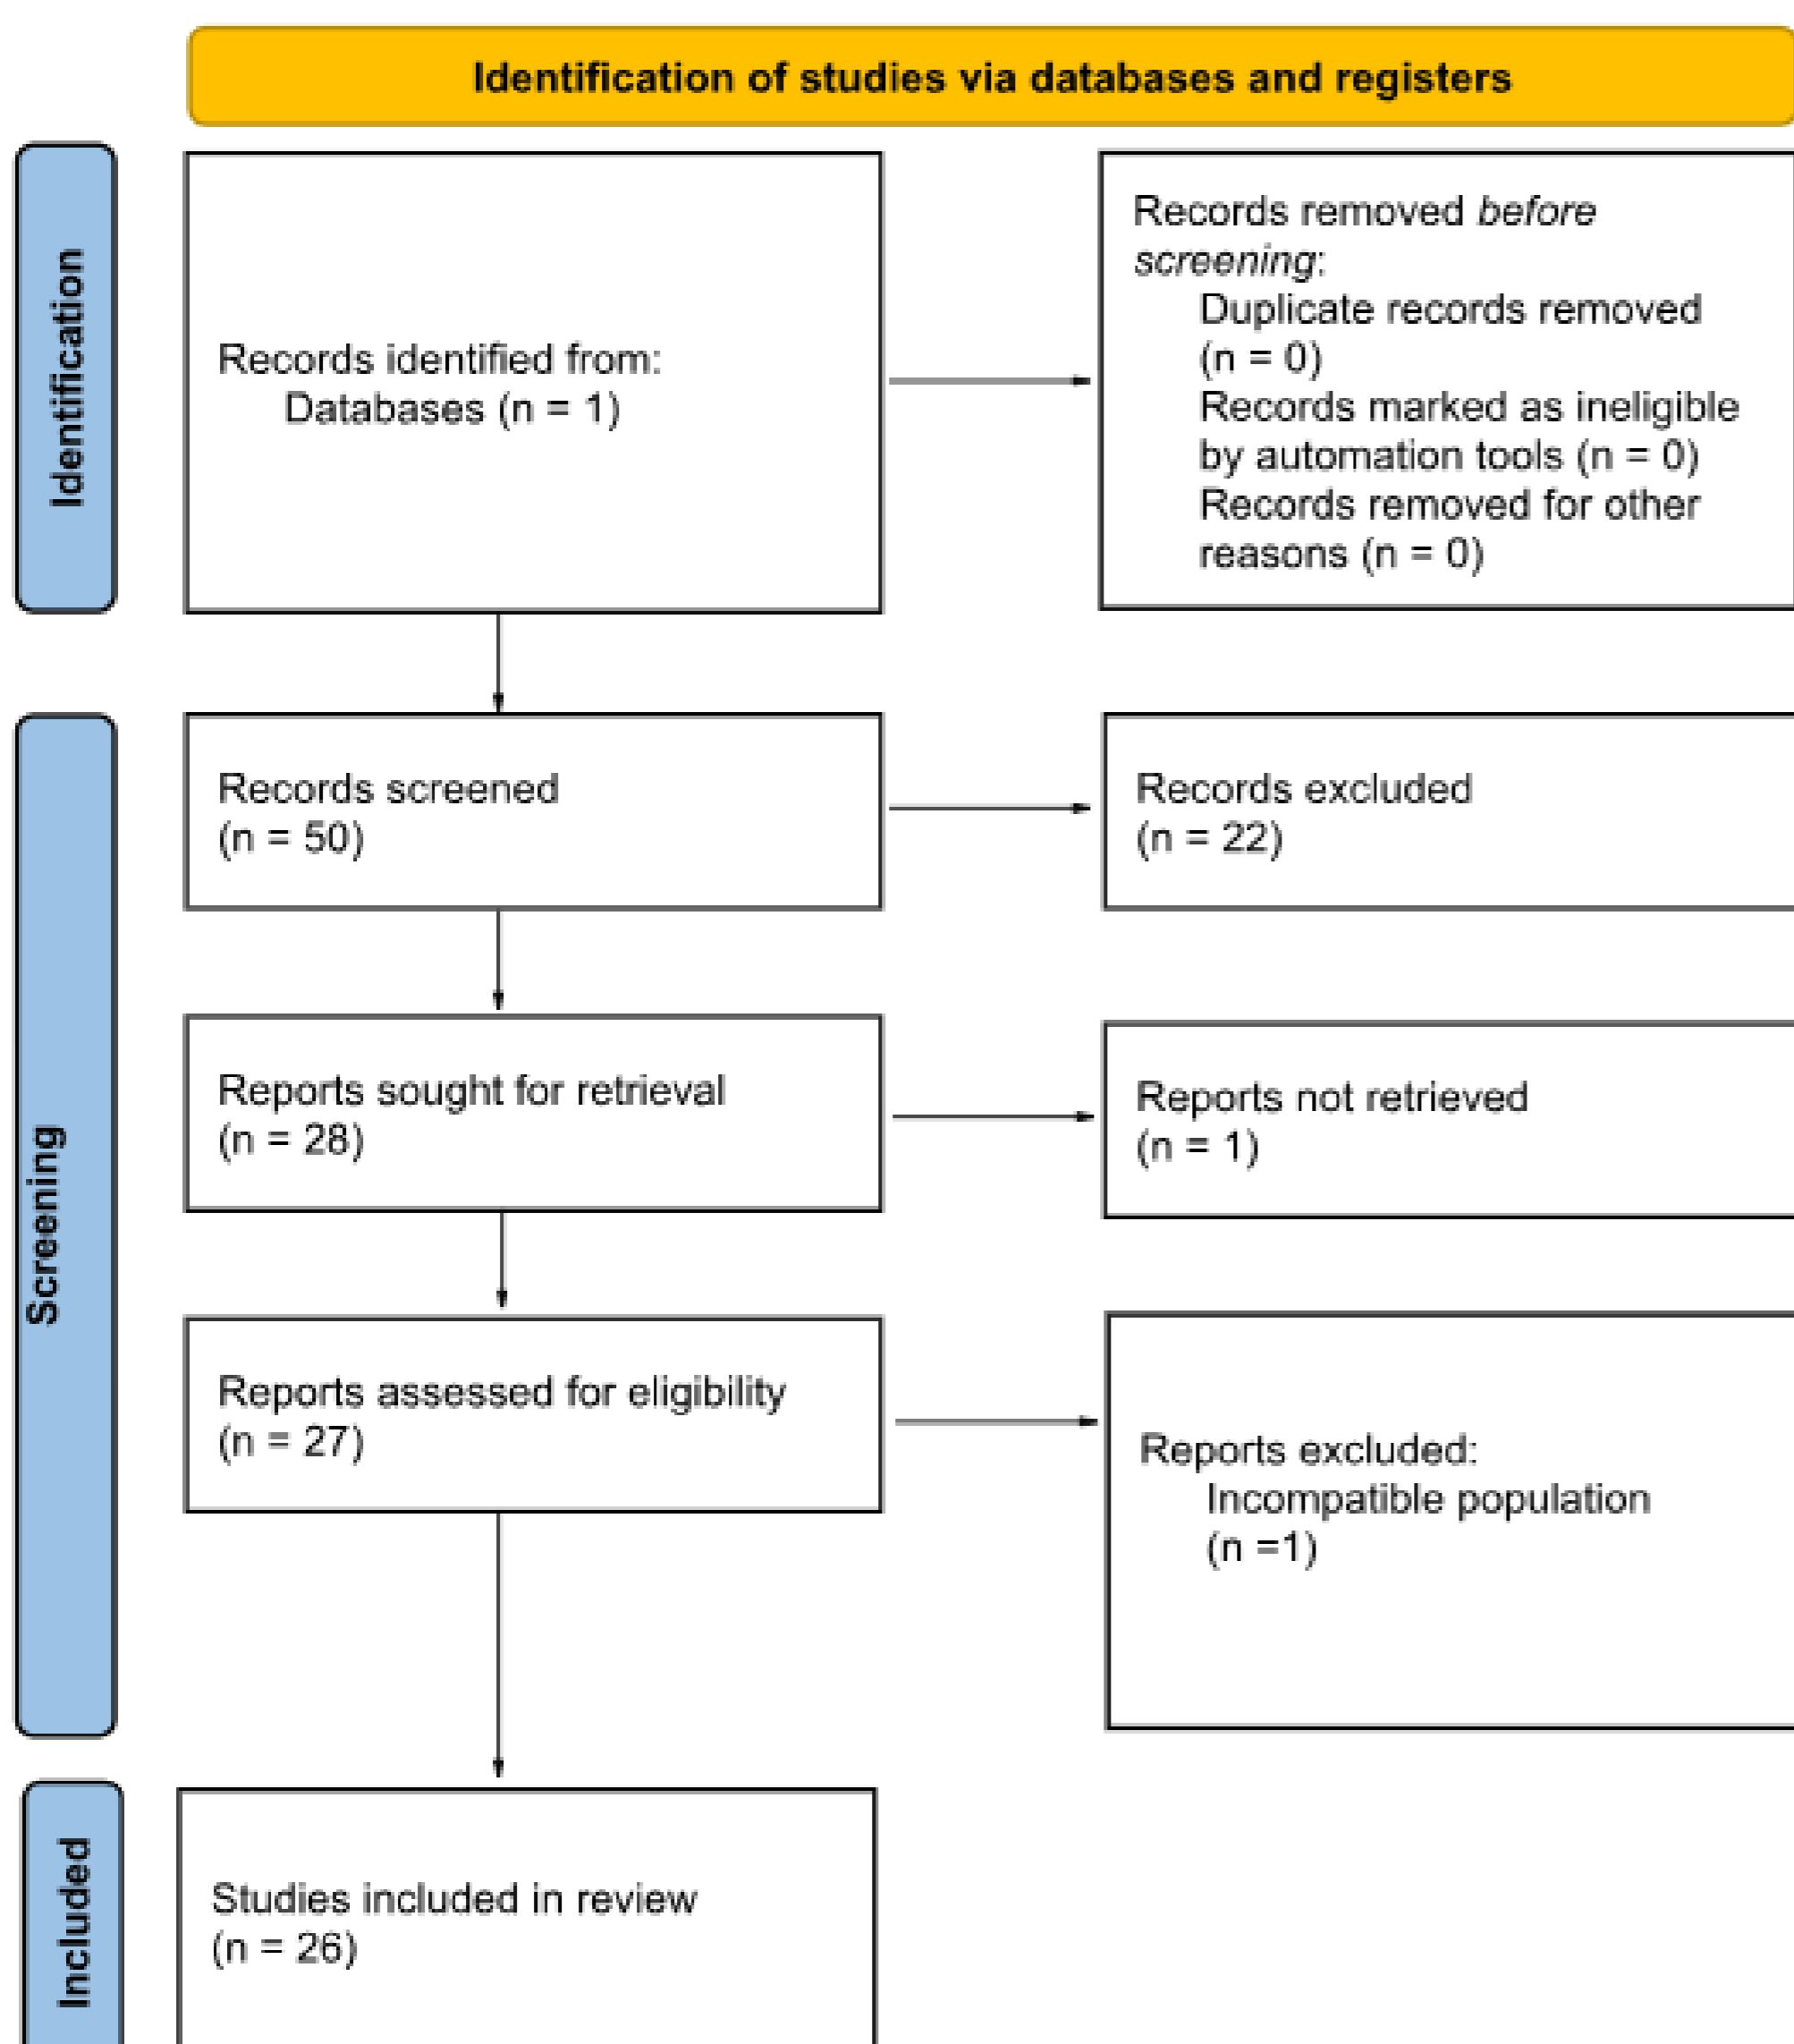 Identification of studies via databases and registers
Identification
Records identified from:
Databases (n = 1)
Records removed before
screening:
Duplicate records removed
(n = 0)
Records marked as ineligible
by automation tools (n = 0)
Records removed for other
reasons (n = 0)
Screening
Records screened
(n = 50)
Records excluded
(n = 22)
Reports sought for retrieval
(n = 28)
Reports not retrieved
(n = 1)
Reports assessed for eligibility
(n = 27)
Reports excluded:
Incompatible population
(n =1)
Included
Studies included in review
(n = 26)